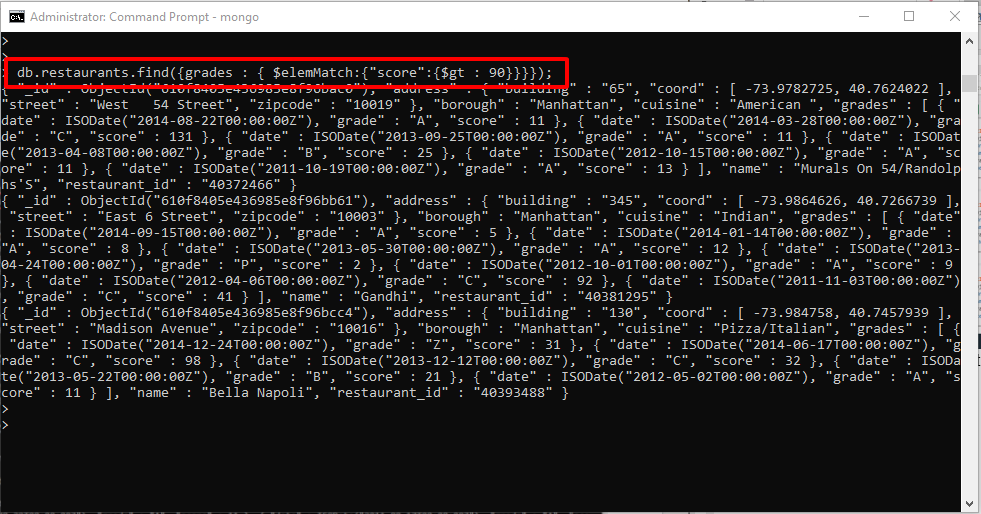 Administrator: Command Prompt - mongo
>
>
db.restaurants.find({grades : { $elemMatch:{"score":{$gt : 90}}}});
{ "_id" : ObjectId("610f8405e436985e8f96bac6"), "address" : { "building" : "65", "coord" : [ -73.9782725, 40.7624022 ],
"street" : "West   54 Street", "zipcode" : "10019" }, "borough" : "Manhattan", "cuisine" : "American ", "grades" : [ { "
date" : ISODate("2014-08-22T00:00:00Z"), "grade" : "A", "score" : 11 }, { "date" : ISODate("2014-03-28T00:00:00Z"), "gra
de" : "C", "score" : 131 }, { "date" : ISODate("2013-09-25T00:00:00Z"), "grade" : "A", "score" : 11 }, { "date" : ISODat
e("2013-04-08T00:00:00Z"), "grade" : "B", "score" : 25 }, { "date" : ISODate("2012-10-15T00:00:00Z"), "grade" : "A", "sc
ore" : 11 }, { "date" : ISODate("2011-10-19T00:00:00Z"), "grade" : "A", "score" : 13 } ], "name" : "Murals On 54/Randolp
hs'S", "restaurant_id" : "40372466" }
{ "_id" : ObjectId("610f8405e436985e8f96bb61"), "address" : { "building" : "345", "coord" : [ -73.9864626, 40.7266739 ],
"street" : "East 6 Street", "zipcode" : "10003" }, "borough" : "Manhattan", "cuisine" : "Indian", "grades" : [ { "date"
: ISODate("2014-09-15T00:00:00Z"), "grade" : "A", "score" : 5 }, { "date" : ISODate("2014-01-14T00:00:00Z"), "grade" :
"A", "score" : 8 }, { "date" : ISODate("2013-05-30T00:00:00Z"), "grade" : "A", "score" : 12 }, { "date" : ISODate("2013-
04-24T00:00:00Z"), "grade" : "P", "score" : 2 }, { "date" : ISODate("2012-10-01T00:00:00Z"), "grade" : "A", "score" : 9
}, { "date" : ISODate("2012-04-06T00:00:00Z"), "grade" : "C", "score" : 92 }, { "date" : ISODate("2011-11-03T00:00:00Z")
, "grade" : "C", "score" : 41 } ], "name" : "Gandhi", "restaurant_id" : "40381295" }
{ "_id" : ObjectId("610f8405e436985e8f96bcc4"), "address" : { "building" : "130", "coord" : [ -73.984758, 40.7457939 ],
"street" : "Madison Avenue", "zipcode" : "10016" }, "borough" : "Manhattan", "cuisine" : "Pizza/Italian", "grades" : [ {
"date" : ISODate("2014-12-24T00:00:00Z"), "grade" : "Z", "score" : 31 }, { "date" : ISODate("2014-06-17T00:00:00Z"), "g
rade" : "C", "score" : 98 }, { "date" : ISODate("2013-12-12T00:00:00Z"), "grade" : "C", "score" : 32 }, { "date" : ISODa
te("2013-05-22T00:00:00Z"), "grade" : "B", "score" : 21 }, { "date" : ISODate("2012-05-02T00:00:00Z"), "grade" : "A", "s
core" : 11 } ], "name" : "Bella Napoli", "restaurant_id" : "40393488" }
>
>